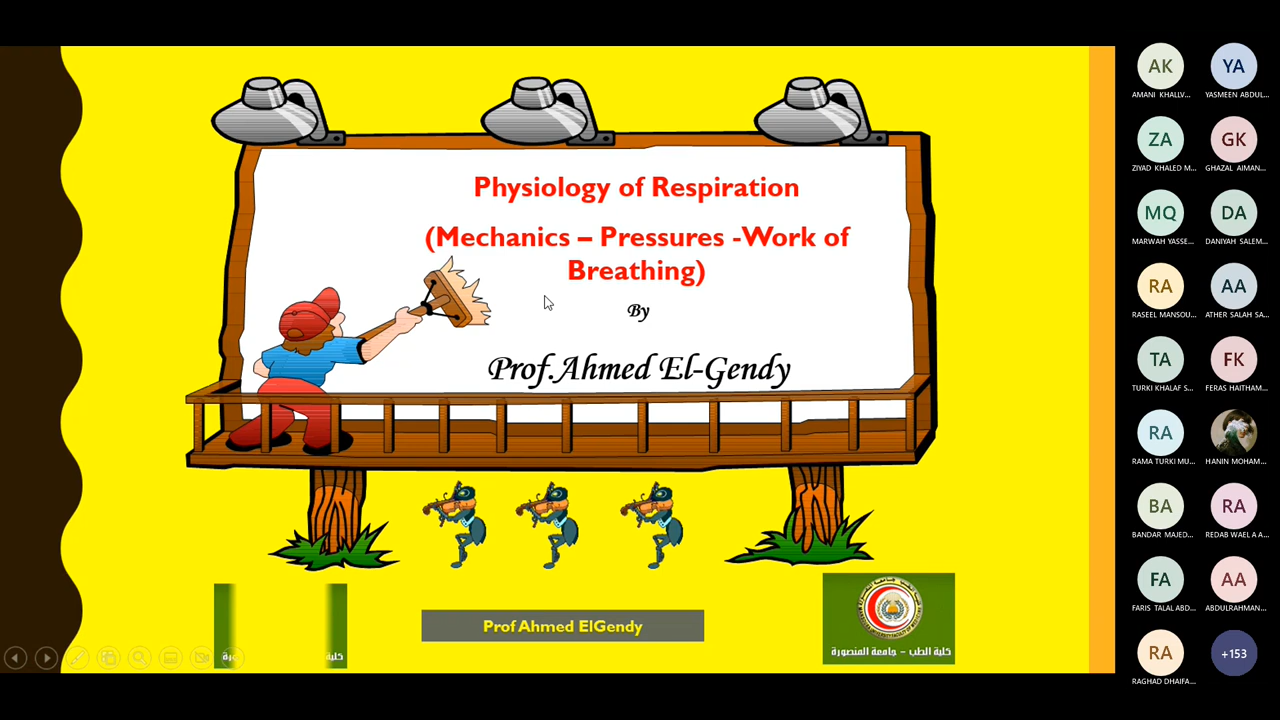 Physiology of Respiration
(Mechanics – Pressures -Work of
Breathing)
By
Prof.Ahmed El-Gendy
Prof Ahmed ElGendy
كلية الطب – جامعة المنصورة
AK
AMANI KHALLV...
YA
YASMEEN ABDUL...
ZA
ZIYAD KHALED M...
GK
GHAZAL AIMAN...
MQ
MARWAH YASSE...
DA
DANIYAH SALEM...
RA
RASEEL MANSOU...
AA
ATHER SALAH SA...
TA
TURKI KHALAF S...
FK
FERAS HAITHAM...
RA
RAMA TURKI MU...
HANIN MOHAM...
BA
BANDAR MAJED...
RA
REDAB WAEL A A...
FA
FARIS TALAL ABD...
AA
ABDULRAHMAN...
RA
RAGHAD DHAIFA...
+153